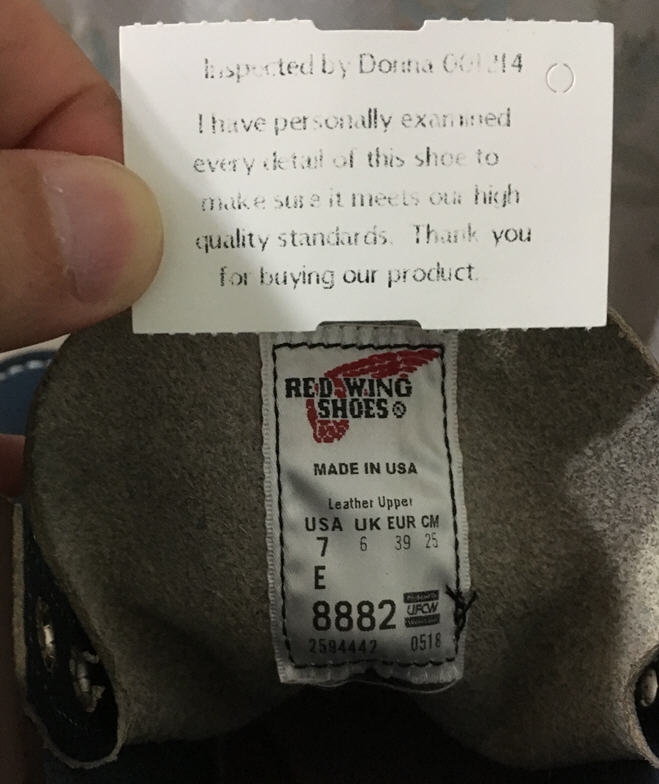 Inspected by Donna
I have personally examined
every detail of this shoe to
make sure it meets our high
quality standards. Thank you
for buying our product.
RED WING
SHOES®
MADE IN USA
Leather Upper
USA UK EUR CM
7 6 39 25
E
8882
UFCW
2594442 0518